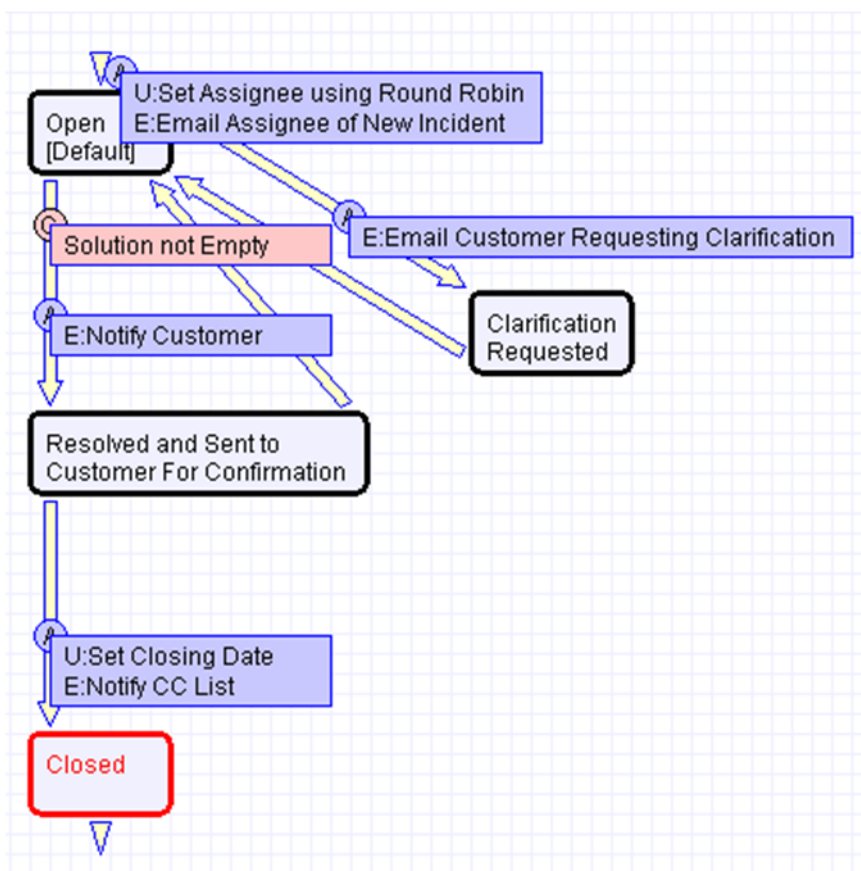 U:Set Assignee using Round Robin
E:Email Assignee of New Incident
Open
[Default]
A
A
E:Email Customer Requesting Clarification
C
Solution not Empty
Clarification
Requested
A
E:Notify Customer
Resolved and Sent to
Customer For Confirmation
A
U:Set Closing Date
E:Notify CC List
Closed